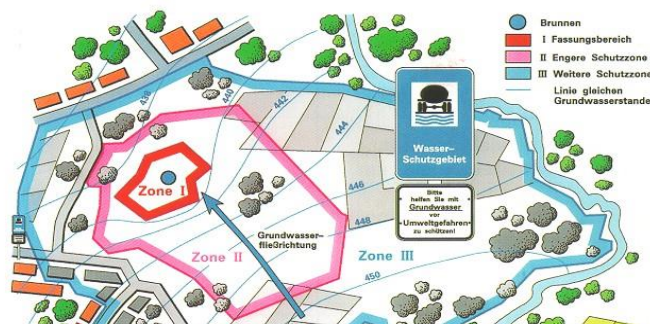 Brunnen
I Fassungsbereich
II Engere Schutzzone
III Weitere Schutzzone
Linie gleichen
Grundwasserstande
438
440
442
444
446
448
450
Wasser-
Schutzgebiet
Bitte
helfen Sie mit
Grundwasser
vor
Umweltgefahren
zu schützen!
Zone I
Grundwasser-
fließrichtung
Zone II
Zone III